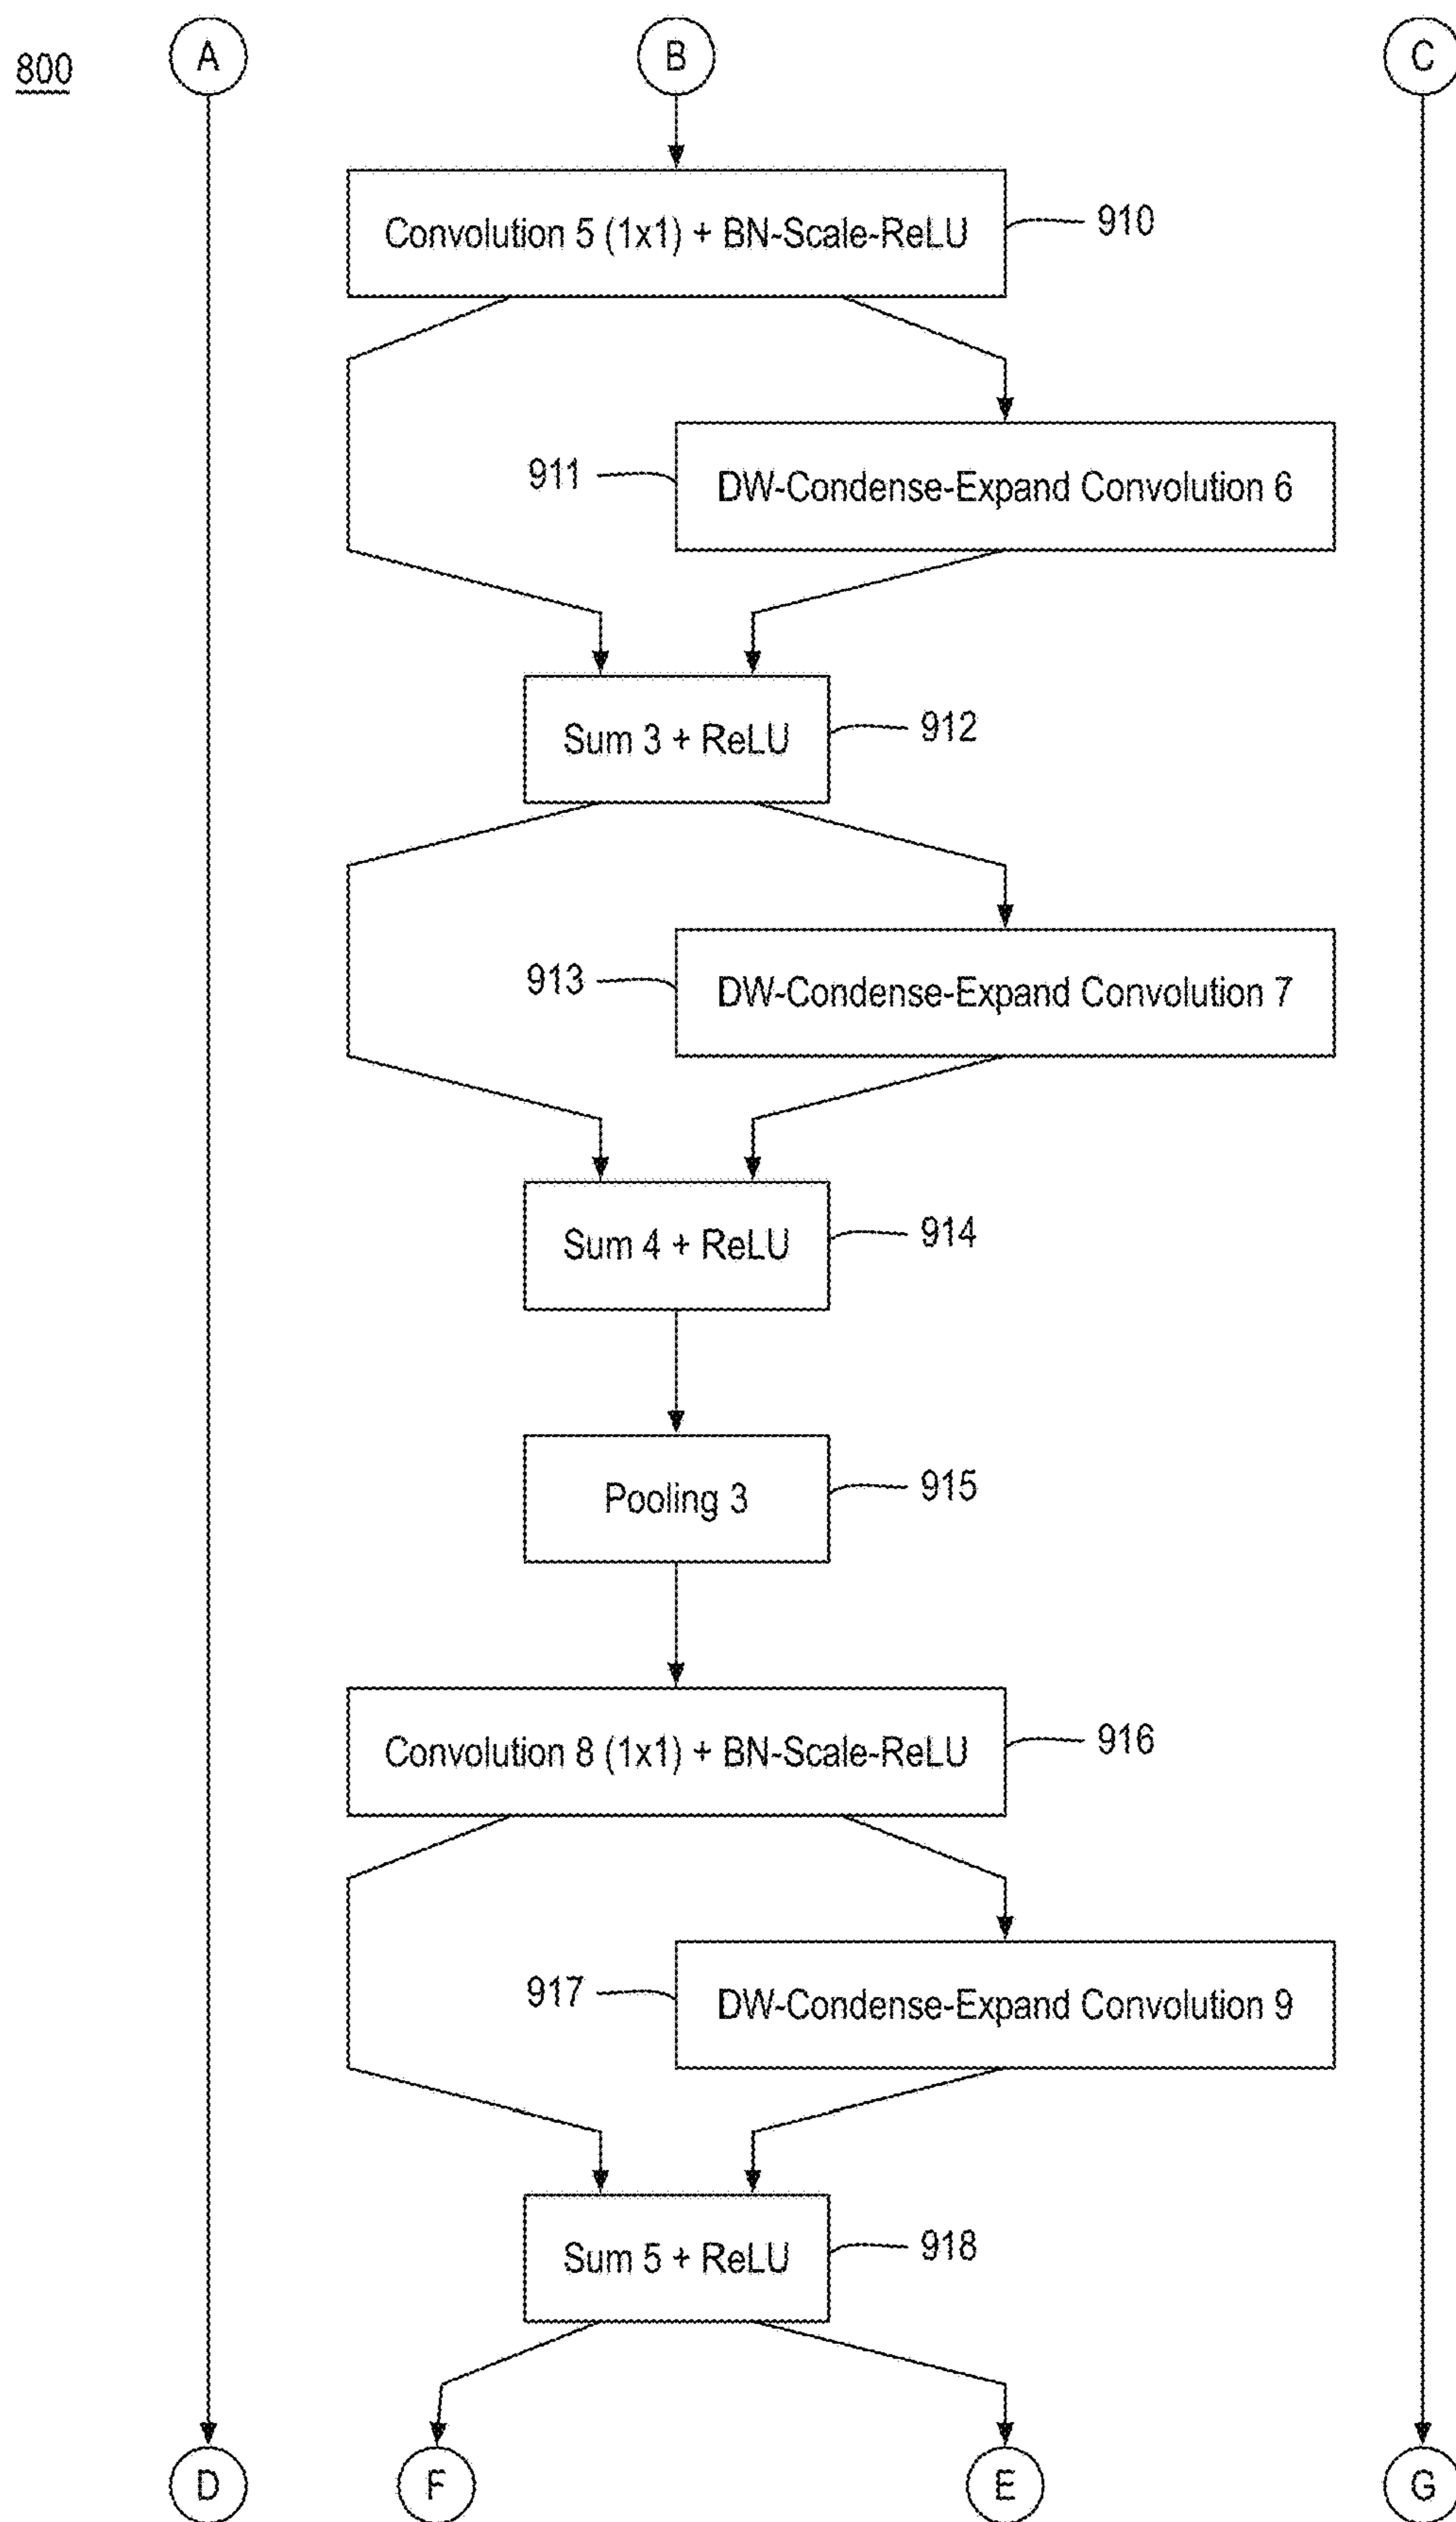 800
A
B
C
Convolution 5 (1x1) + BN-Scale-ReLU
910
911
DW-Condense-Expand Convolution 6
Sum 3 + ReLU
912
913
DW-Condense-Expand Convolution 7
Sum 4 + ReLU
914
Pooling 3
915
Convolution 8 (1x1) + BN-Scale-ReLU
916
917
DW-Condense-Expand Convolution 9
Sum 5 + ReLU
918
D
F
E
G